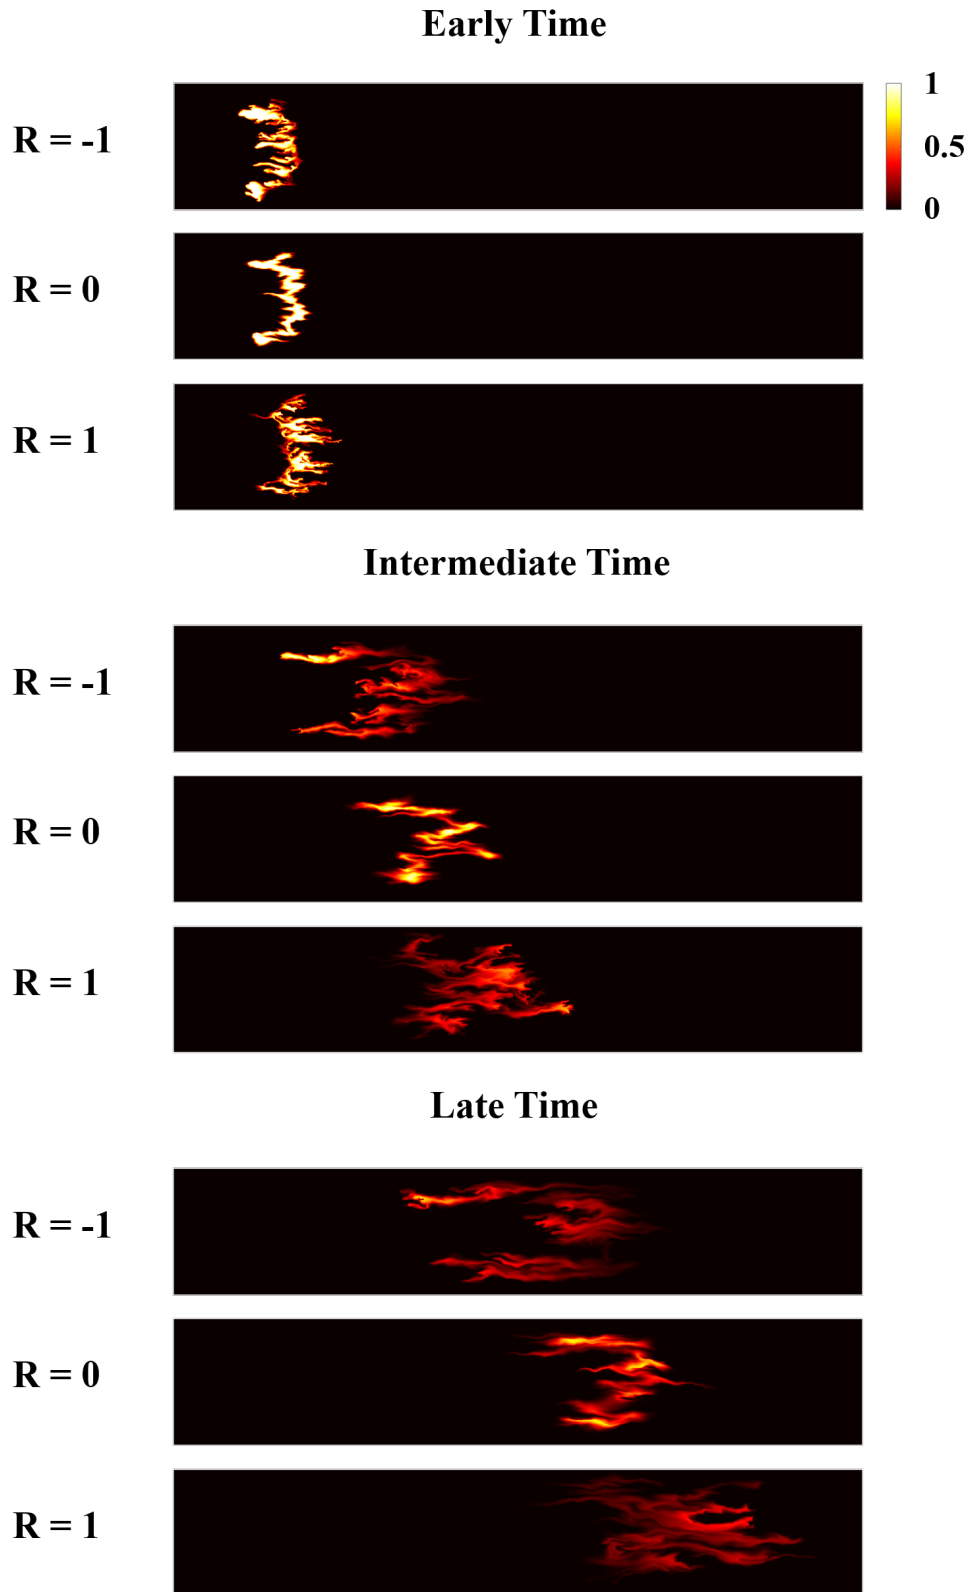 Early Time
R = -1
1
0.5
0
R = 0
R = 1
Intermediate Time
R = -1
R = 0
R = 1
Late Time
R = -1
R = 0
R = 1